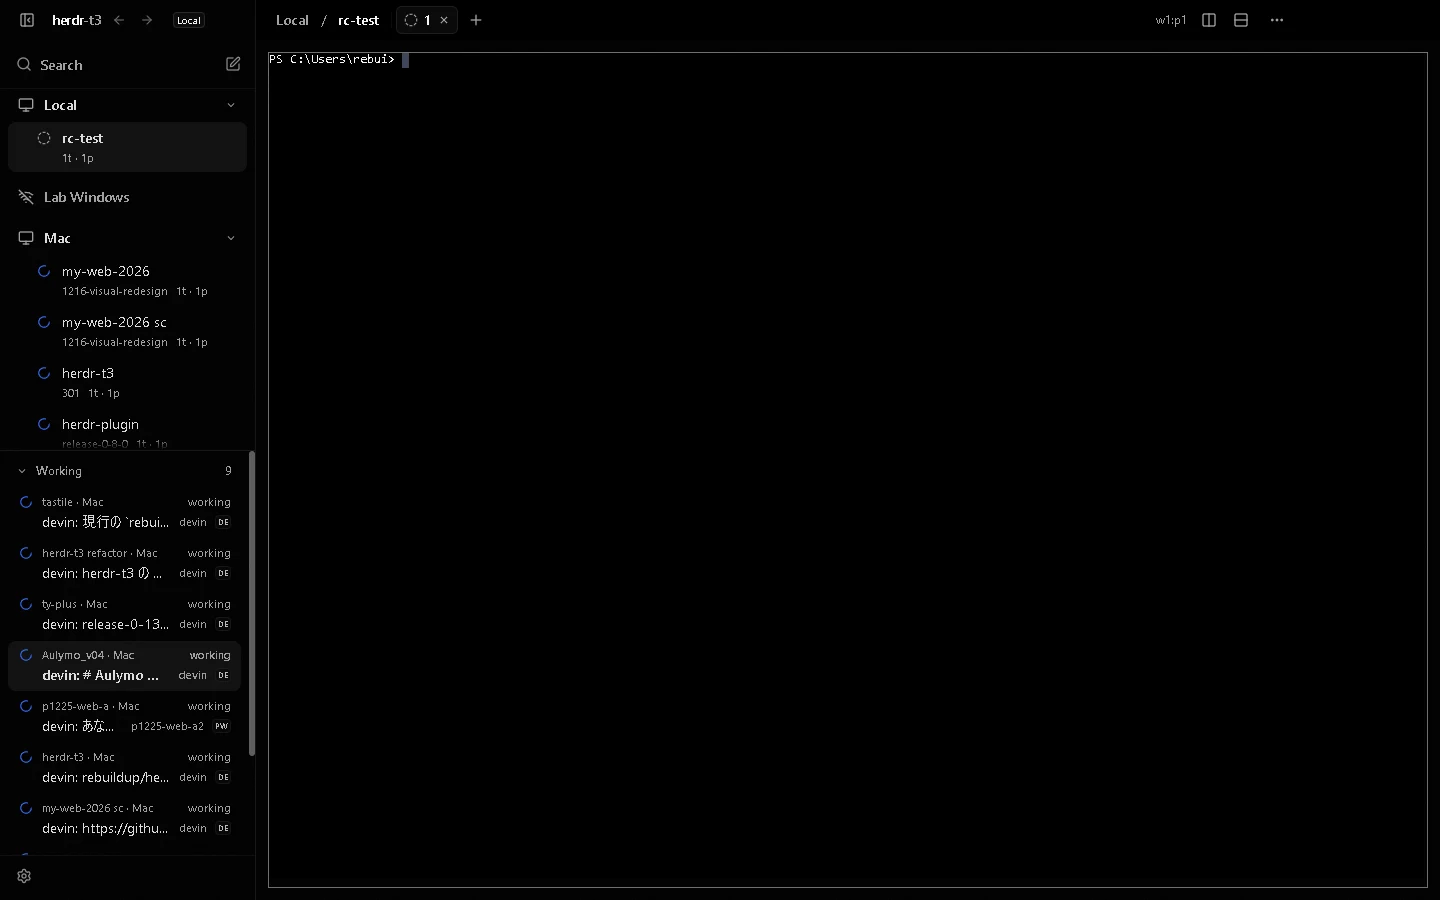 herdr-t3 Local
Search
Local
rc-test
1t · 1p
Lab Windows
Mac
my-web-2026
1216-visual-redesign 1t · 1p
my-web-2026 sc
1216-visual-redesign 1t · 1p
herdr-t3
301 1t · 1p
herdr-plugin
release-0-8-0 1t · 1p
Working 9
tastile · Mac working
devin: 現行の `rebui... devin DE
herdr-t3 refactor · Mac working
devin: herdr-t3 の ... devin DE
ty-plus · Mac working
devin: release-0-13... devin DE
Aulymo_v04 · Mac working
devin: # Aulymo ... devin DE
p1225-web-a · Mac working
devin: あな... p1225-web-a2 PW
herdr-t3 · Mac working
devin: rebuildup/he... devin DE
my-web-2026 sc · Mac working
devin: https://githu... devin DE
Local / rc-test 1 × +
w1:p1
PS C:\Users\rebui>